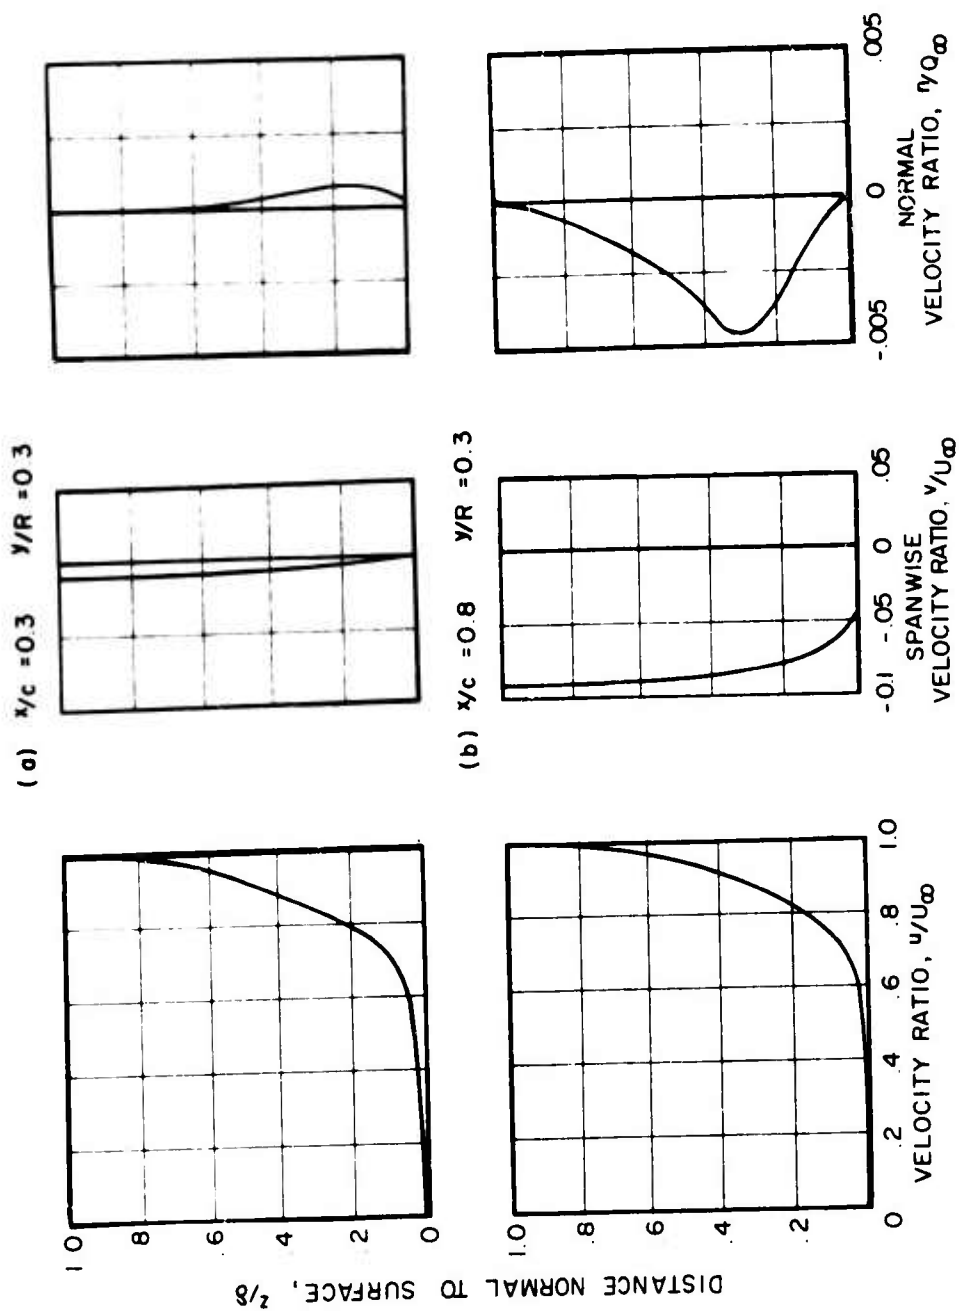 (a) x/c =0.3 y/R =0.3
1 0
.8
.6
.4
.2
0
(b) x/c =0.8 y/R =0.3
1.0
.8
.6
.4
.2
0 .2 .4 .6 .8 1.0
VELOCITY RATIO, u/U∞
-0.1 -.05 0 .05
SPANWISE
VELOCITY RATIO, v/U∞
-.005 0 .005
NORMAL
VELOCITY RATIO, η/Q∞
DISTANCE NORMAL TO SURFACE, z/δ